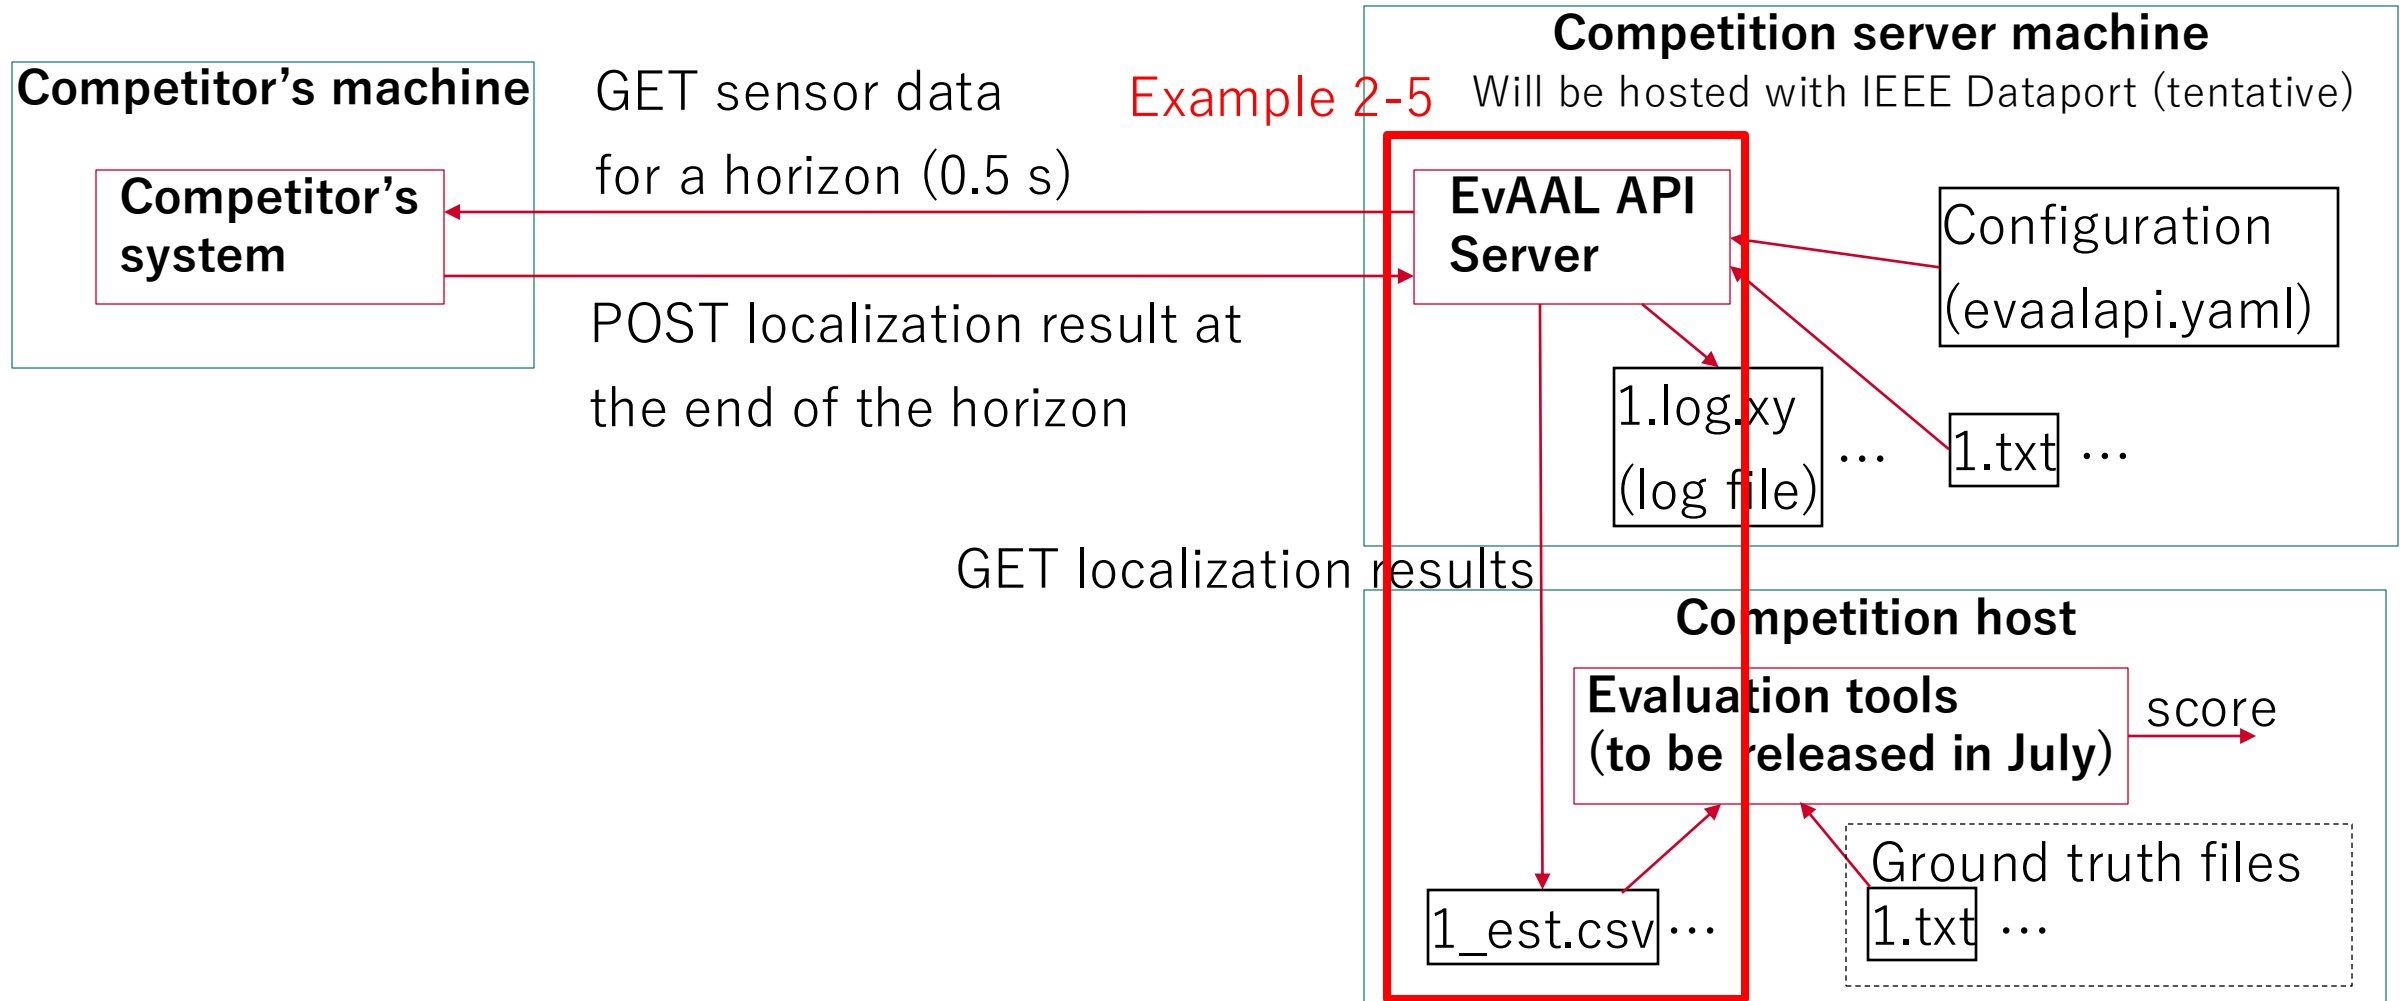 Competitor’s machine
Competitor’s
system
GET sensor data
for a horizon (0.5 s)
POST localization result at
the end of the horizon
Example 2-5
Competition server machine
Will be hosted with IEEE Dataport (tentative)
EvAAL API
Server
Configuration
(evaalapi.yaml)
1.log.xy
(log file)
…
1.txt …
GET localization results
Competition host
Evaluation tools
(to be released in July)
score
1_est.csv …
Ground truth files
1.txt …